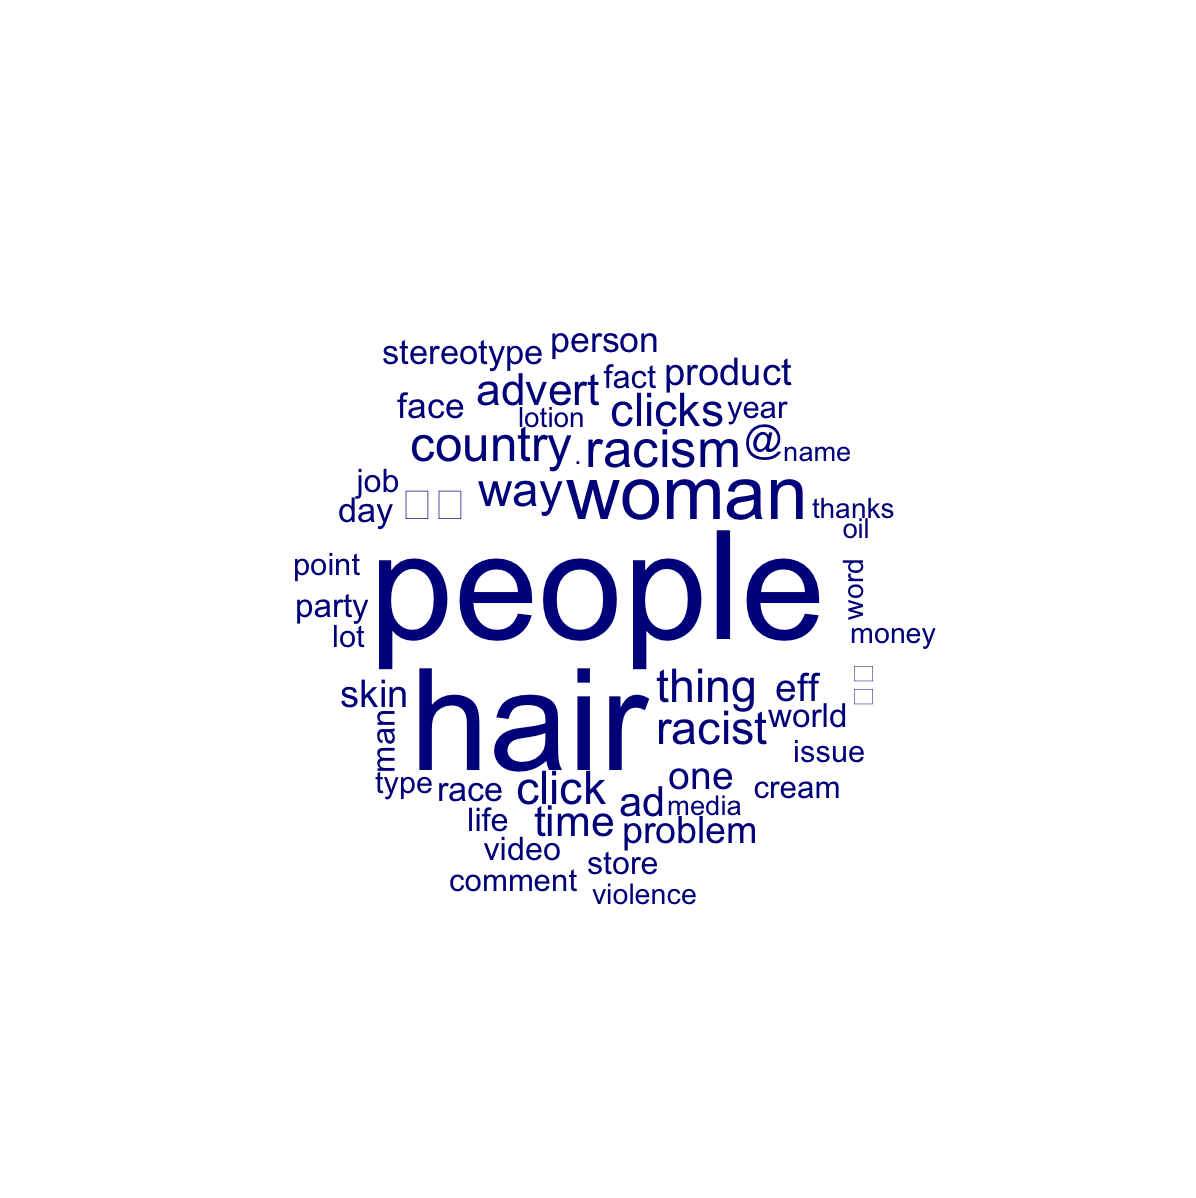 person
stereotype
fact product
advert
face clicks year
lotion
country . racism @ name
job
day □ □ way woman thanks
oil
point people word
party
lot money
□
skin hair thing eff □
man racist world
issue
type race click one cream
ad media
life time problem
video store
comment violence